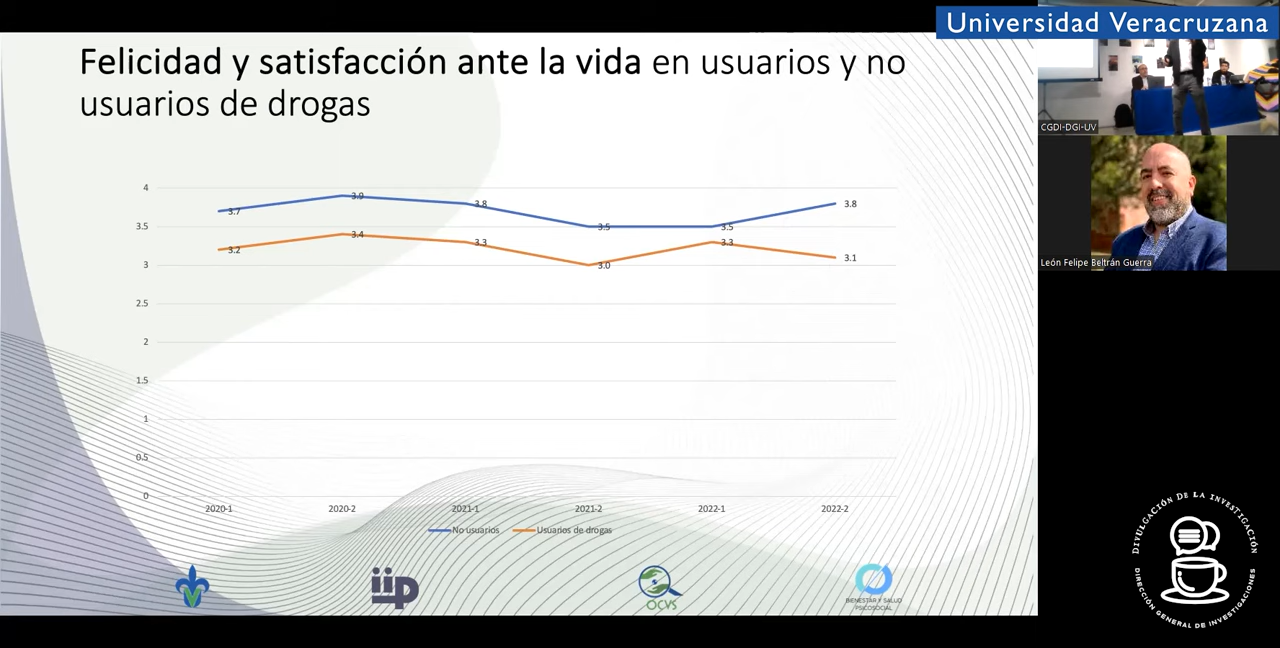 Universidad Veracruzana
Felicidad y satisfacción ante la vida en usuarios y no
usuarios de drogas
CGDI-DGI-UV
León Felipe Beltrán Guerra
4
3.5
3
2.5
2
1.5
1
0.5
0
3.7
3.9
3.8
3.5
3.5
3.8
3.2
3.4
3.3
3.0
3.3
3.1
2020-1
2020-2
2021-1
2021-2
2022-1
2022-2
No usuarios
Usuarios de drogas
iip
OCVS
BIENESTAR Y SALUD
PSICOSOCIAL
DIVULGACIÓN DE LA INVESTIGACIÓN
DIRECCIÓN GENERAL DE INVESTIGACIONES